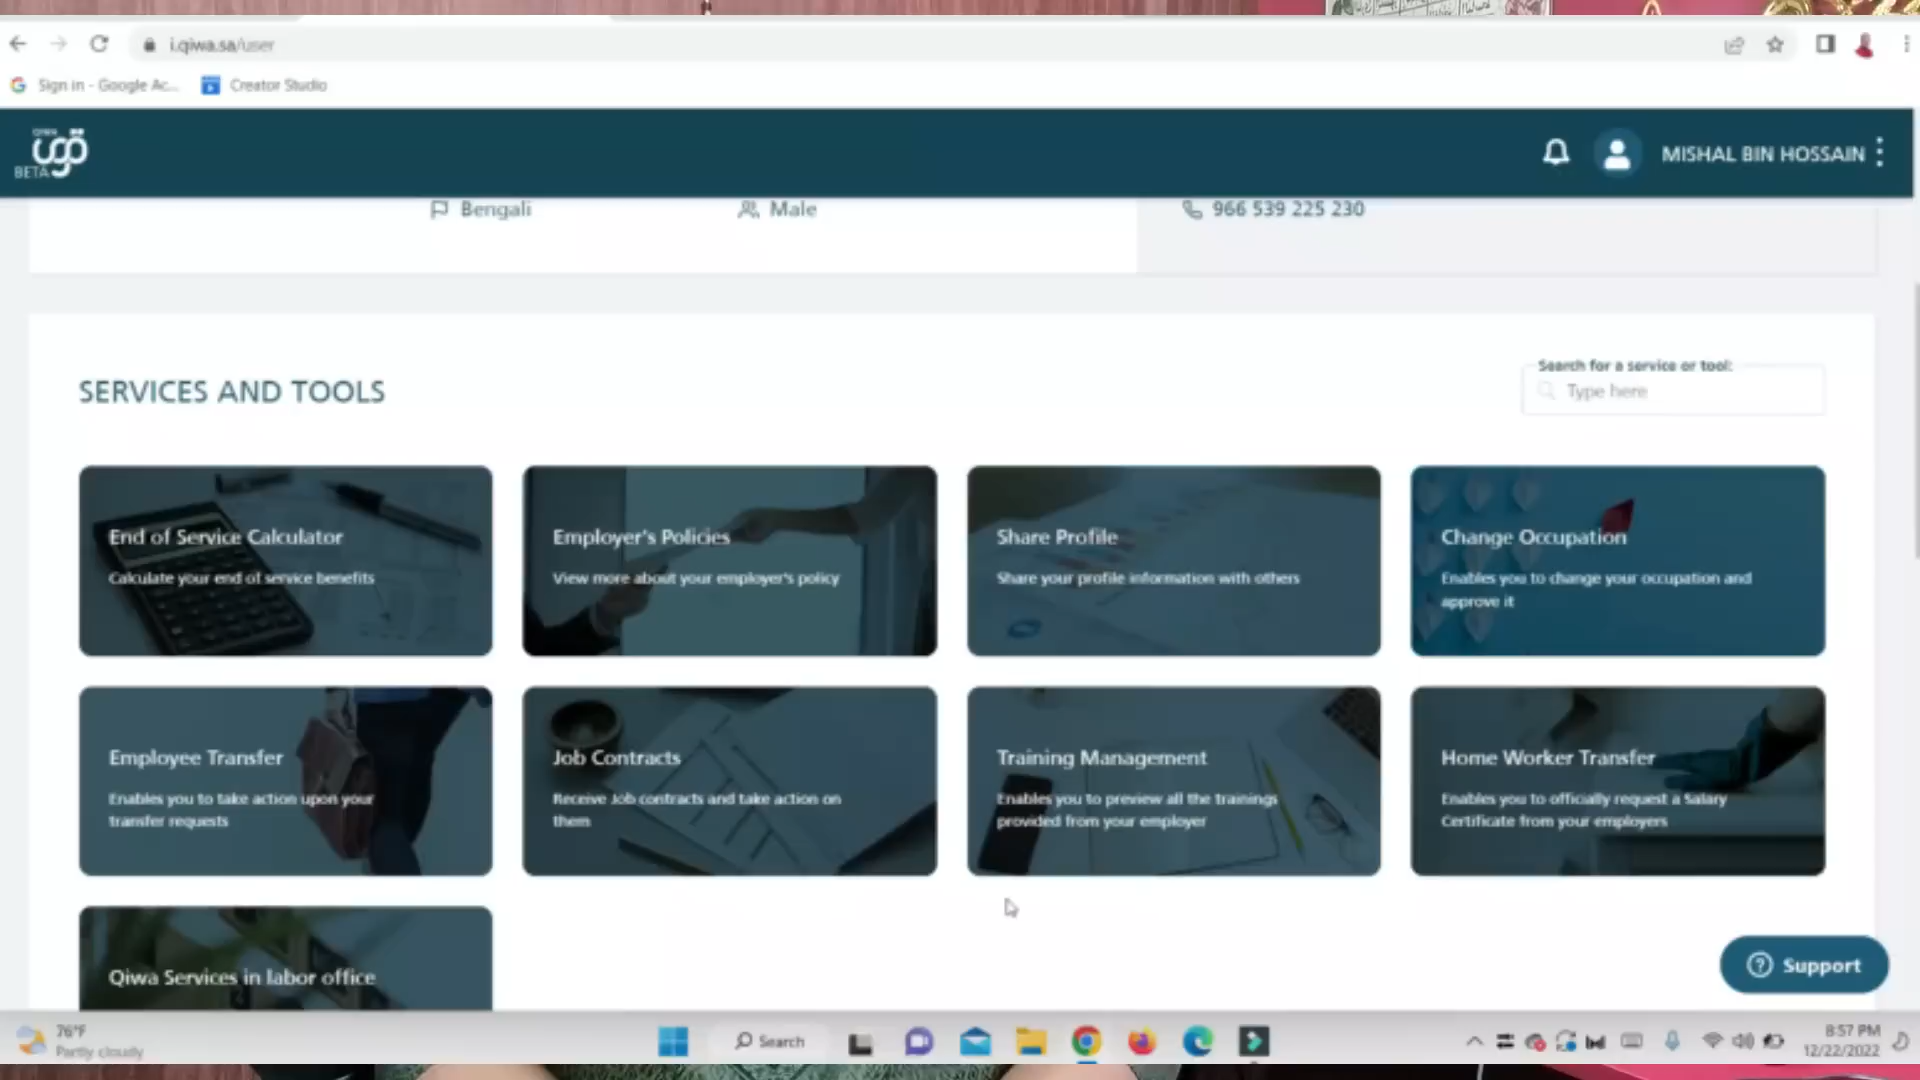 i.qiwa.sa/user
Sign in - Google Ac...
Creator Studio
QIWA
قوى
BETA
MISHAL BIN HOSSAIN
Bengali
Male
966 539 225 230
SERVICES AND TOOLS
Search for a service or tool:
Type here
End of Service Calculator
Calculate your end of service benefits
Employer's Policies
View more about your employer's policy
Share Profile
Share your profile information with others
Change Occupation
Enables you to change your occupation and
approve it
Employee Transfer
Enables you to take action upon your
transfer requests
Job Contracts
Receive Job contracts and take action on
them
Training Management
Enables you to preview all the trainings
provided from your employer
Home Worker Transfer
Enables you to officially request a Salary
Certificate from your employers
Qiwa Services in labor office
Support
76°F
Partly cloudy
Search
8:57 PM
12/22/2022